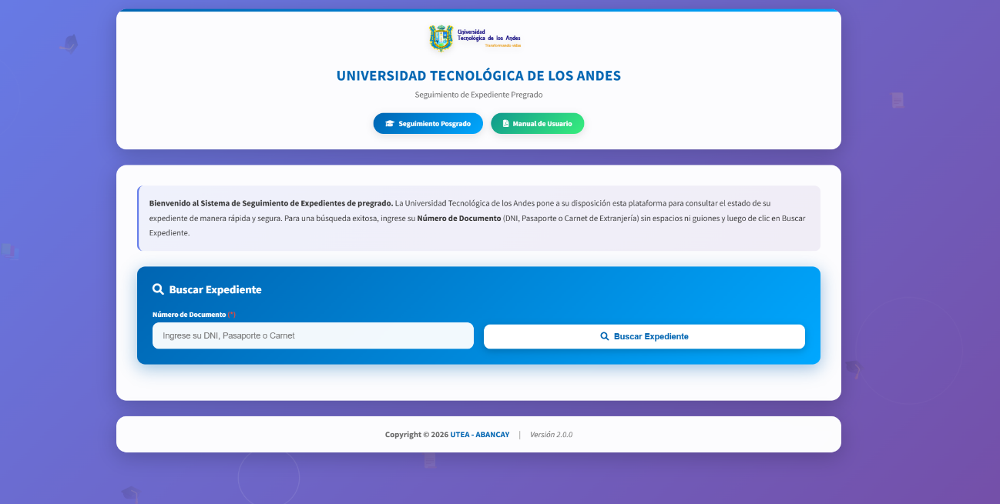 Universidad
Tecnológica de los Andes
Transformando vidas
UNIVERSIDAD TECNOLÓGICA DE LOS ANDES
Seguimiento de Expediente Pregrado
Seguimiento Posgrado
Manual de Usuario
Bienvenido al Sistema de Seguimiento de Expedientes de pregrado. La Universidad Tecnológica de los Andes pone a su disposición esta plataforma para consultar el estado de su
expediente de manera rápida y segura. Para una búsqueda exitosa, ingrese su Número de Documento (DNI, Pasaporte o Carnet de Extranjería) sin espacios ni guiones y luego de clic en Buscar
Expediente.
Buscar Expediente
Número de Documento (*)
Ingrese su DNI, Pasaporte o Carnet
Buscar Expediente
Copyright © 2026 UTEA - ABANCAY | Versión 2.0.0